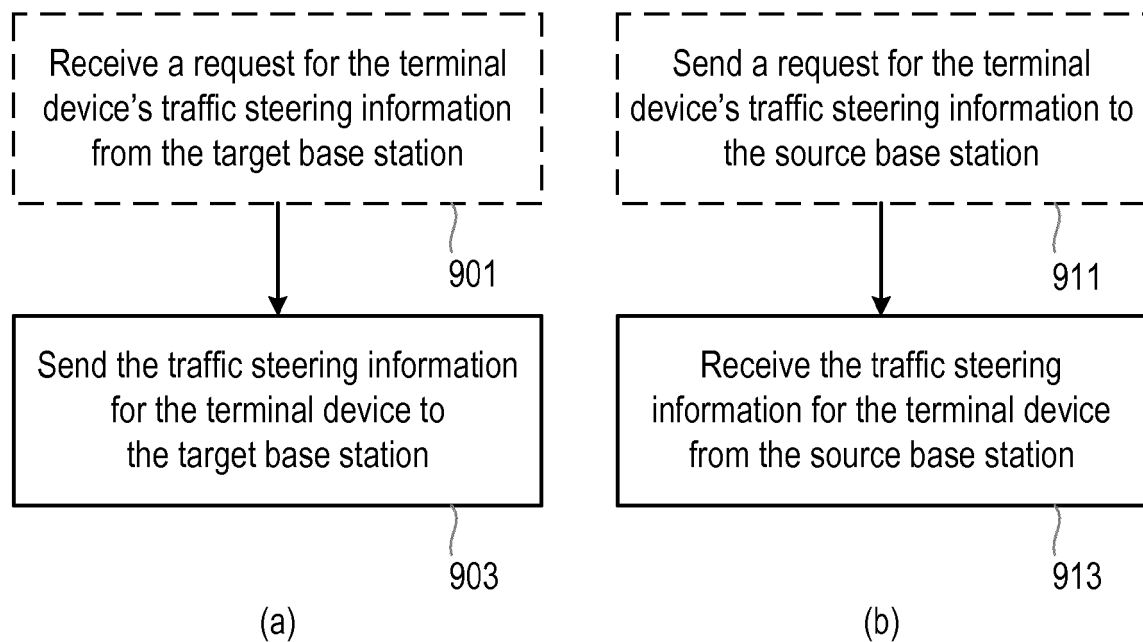 Receive a request for the terminal
device's traffic steering information
from the target base station
901
Send the traffic steering information
for the terminal device to
the target base station
903
(a)
Send a request for the terminal
device's traffic steering information to
the source base station
911
Receive the traffic steering
information for the terminal device
from the source base station
913
(b)